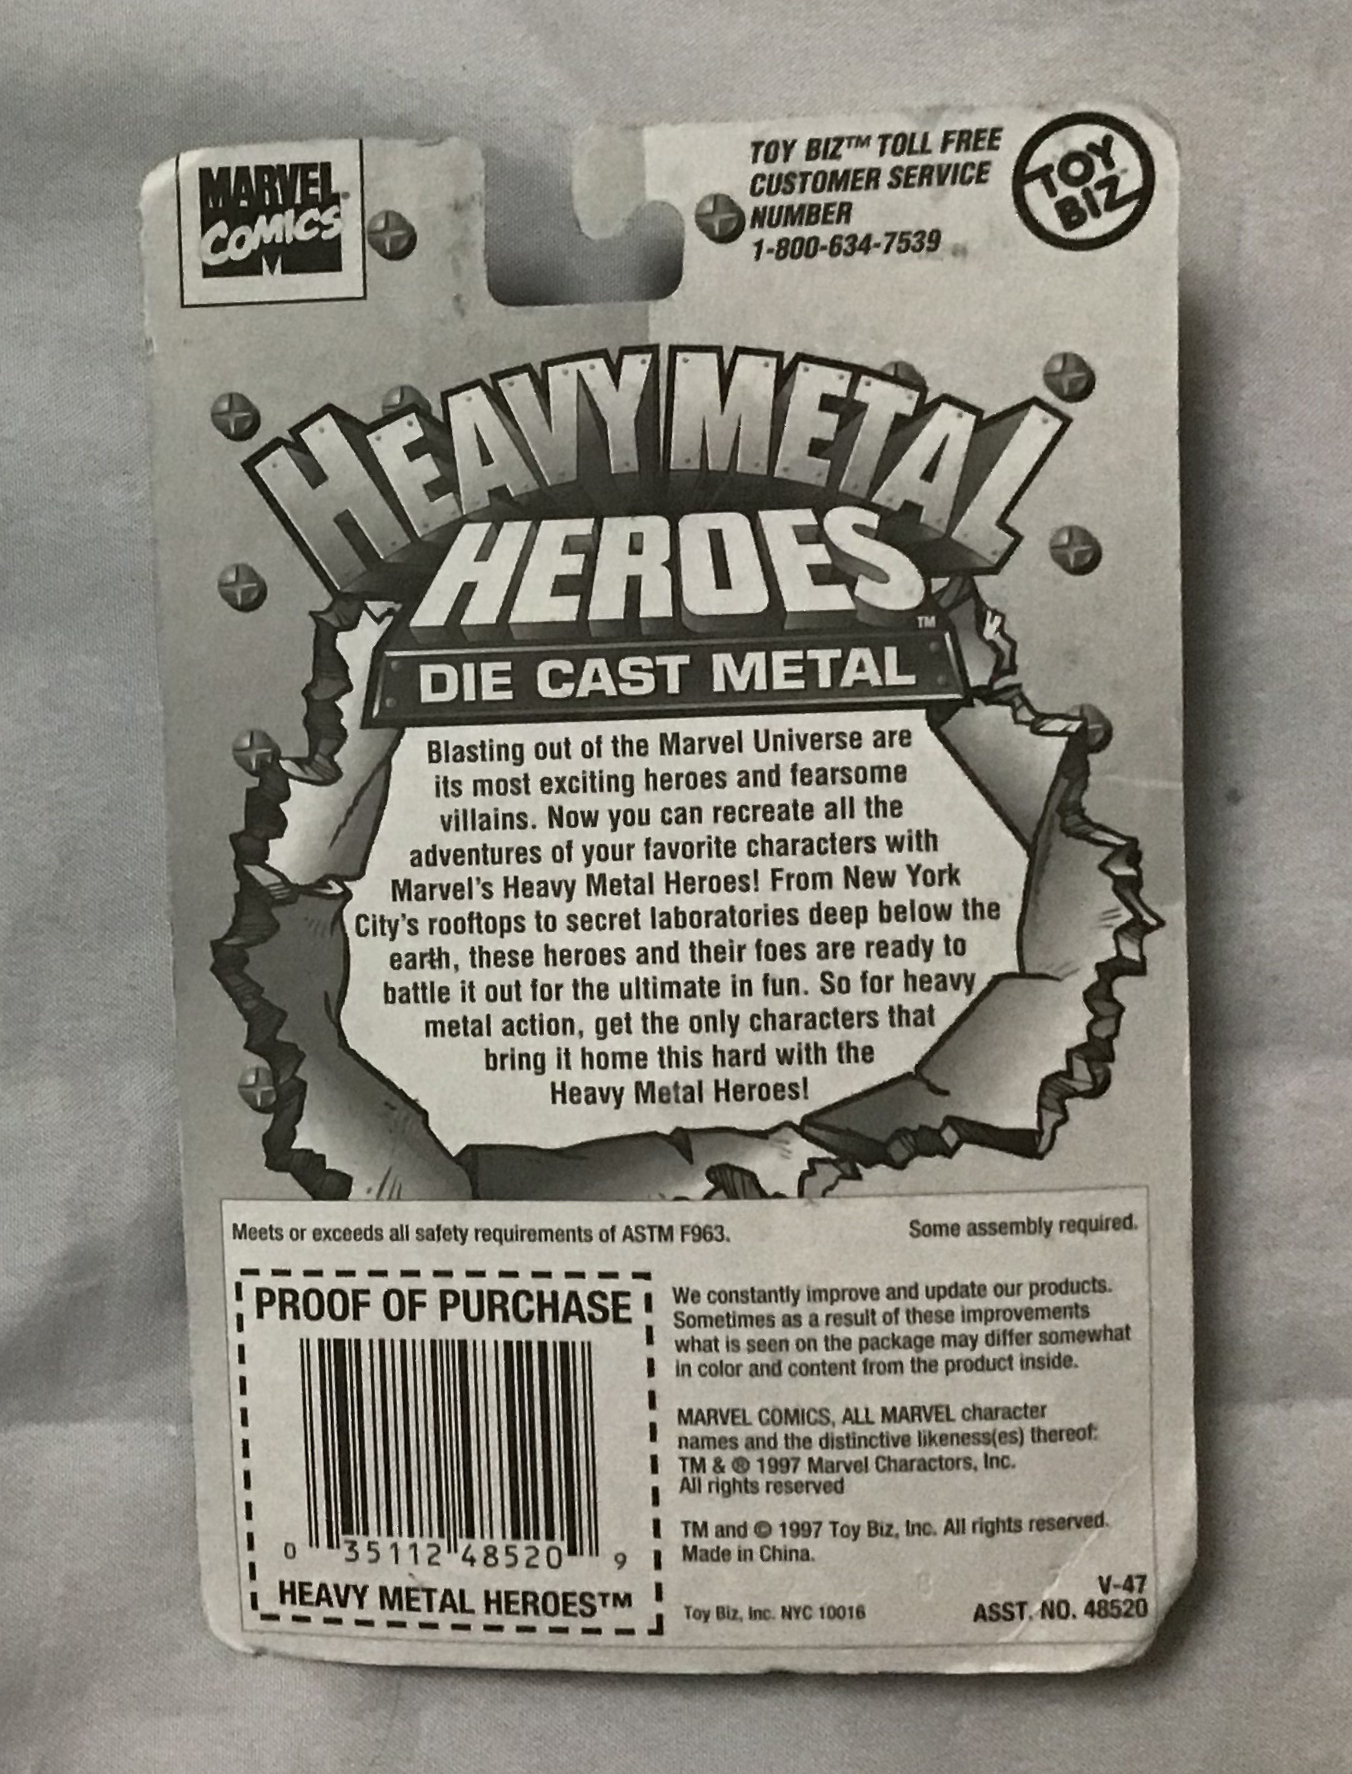 MARVEL
COMICS
M
TOY BIZ™ TOLL FREE
CUSTOMER SERVICE
NUMBER
1-800-634-7539
TOY
BIZ
HEAVY METAL
HEROES™
DIE CAST METAL
Blasting out of the Marvel Universe are
its most exciting heroes and fearsome
villains. Now you can recreate all the
adventures of your favorite characters with
Marvel's Heavy Metal Heroes! From New York
City's rooftops to secret laboratories deep below the
earth, these heroes and their foes are ready to
battle it out for the ultimate in fun. So for heavy
metal action, get the only characters that
bring it home this hard with the
Heavy Metal Heroes!
Meets or exceeds all safety requirements of ASTM F963.
Some assembly required.
PROOF OF PURCHASE
0 35112 48520 9
HEAVY METAL HEROES™
We constantly improve and update our products.
Sometimes as a result of these improvements
what is seen on the package may differ somewhat
in color and content from the product inside.
MARVEL COMICS, ALL MARVEL character
names and the distinctive likeness(es) thereof:
TM & ® 1997 Marvel Charactors, Inc.
All rights reserved
TM and © 1997 Toy Biz, Inc. All rights reserved.
Made in China.
Toy Biz, Inc. NYC 10016
V-47
ASST. NO. 48520